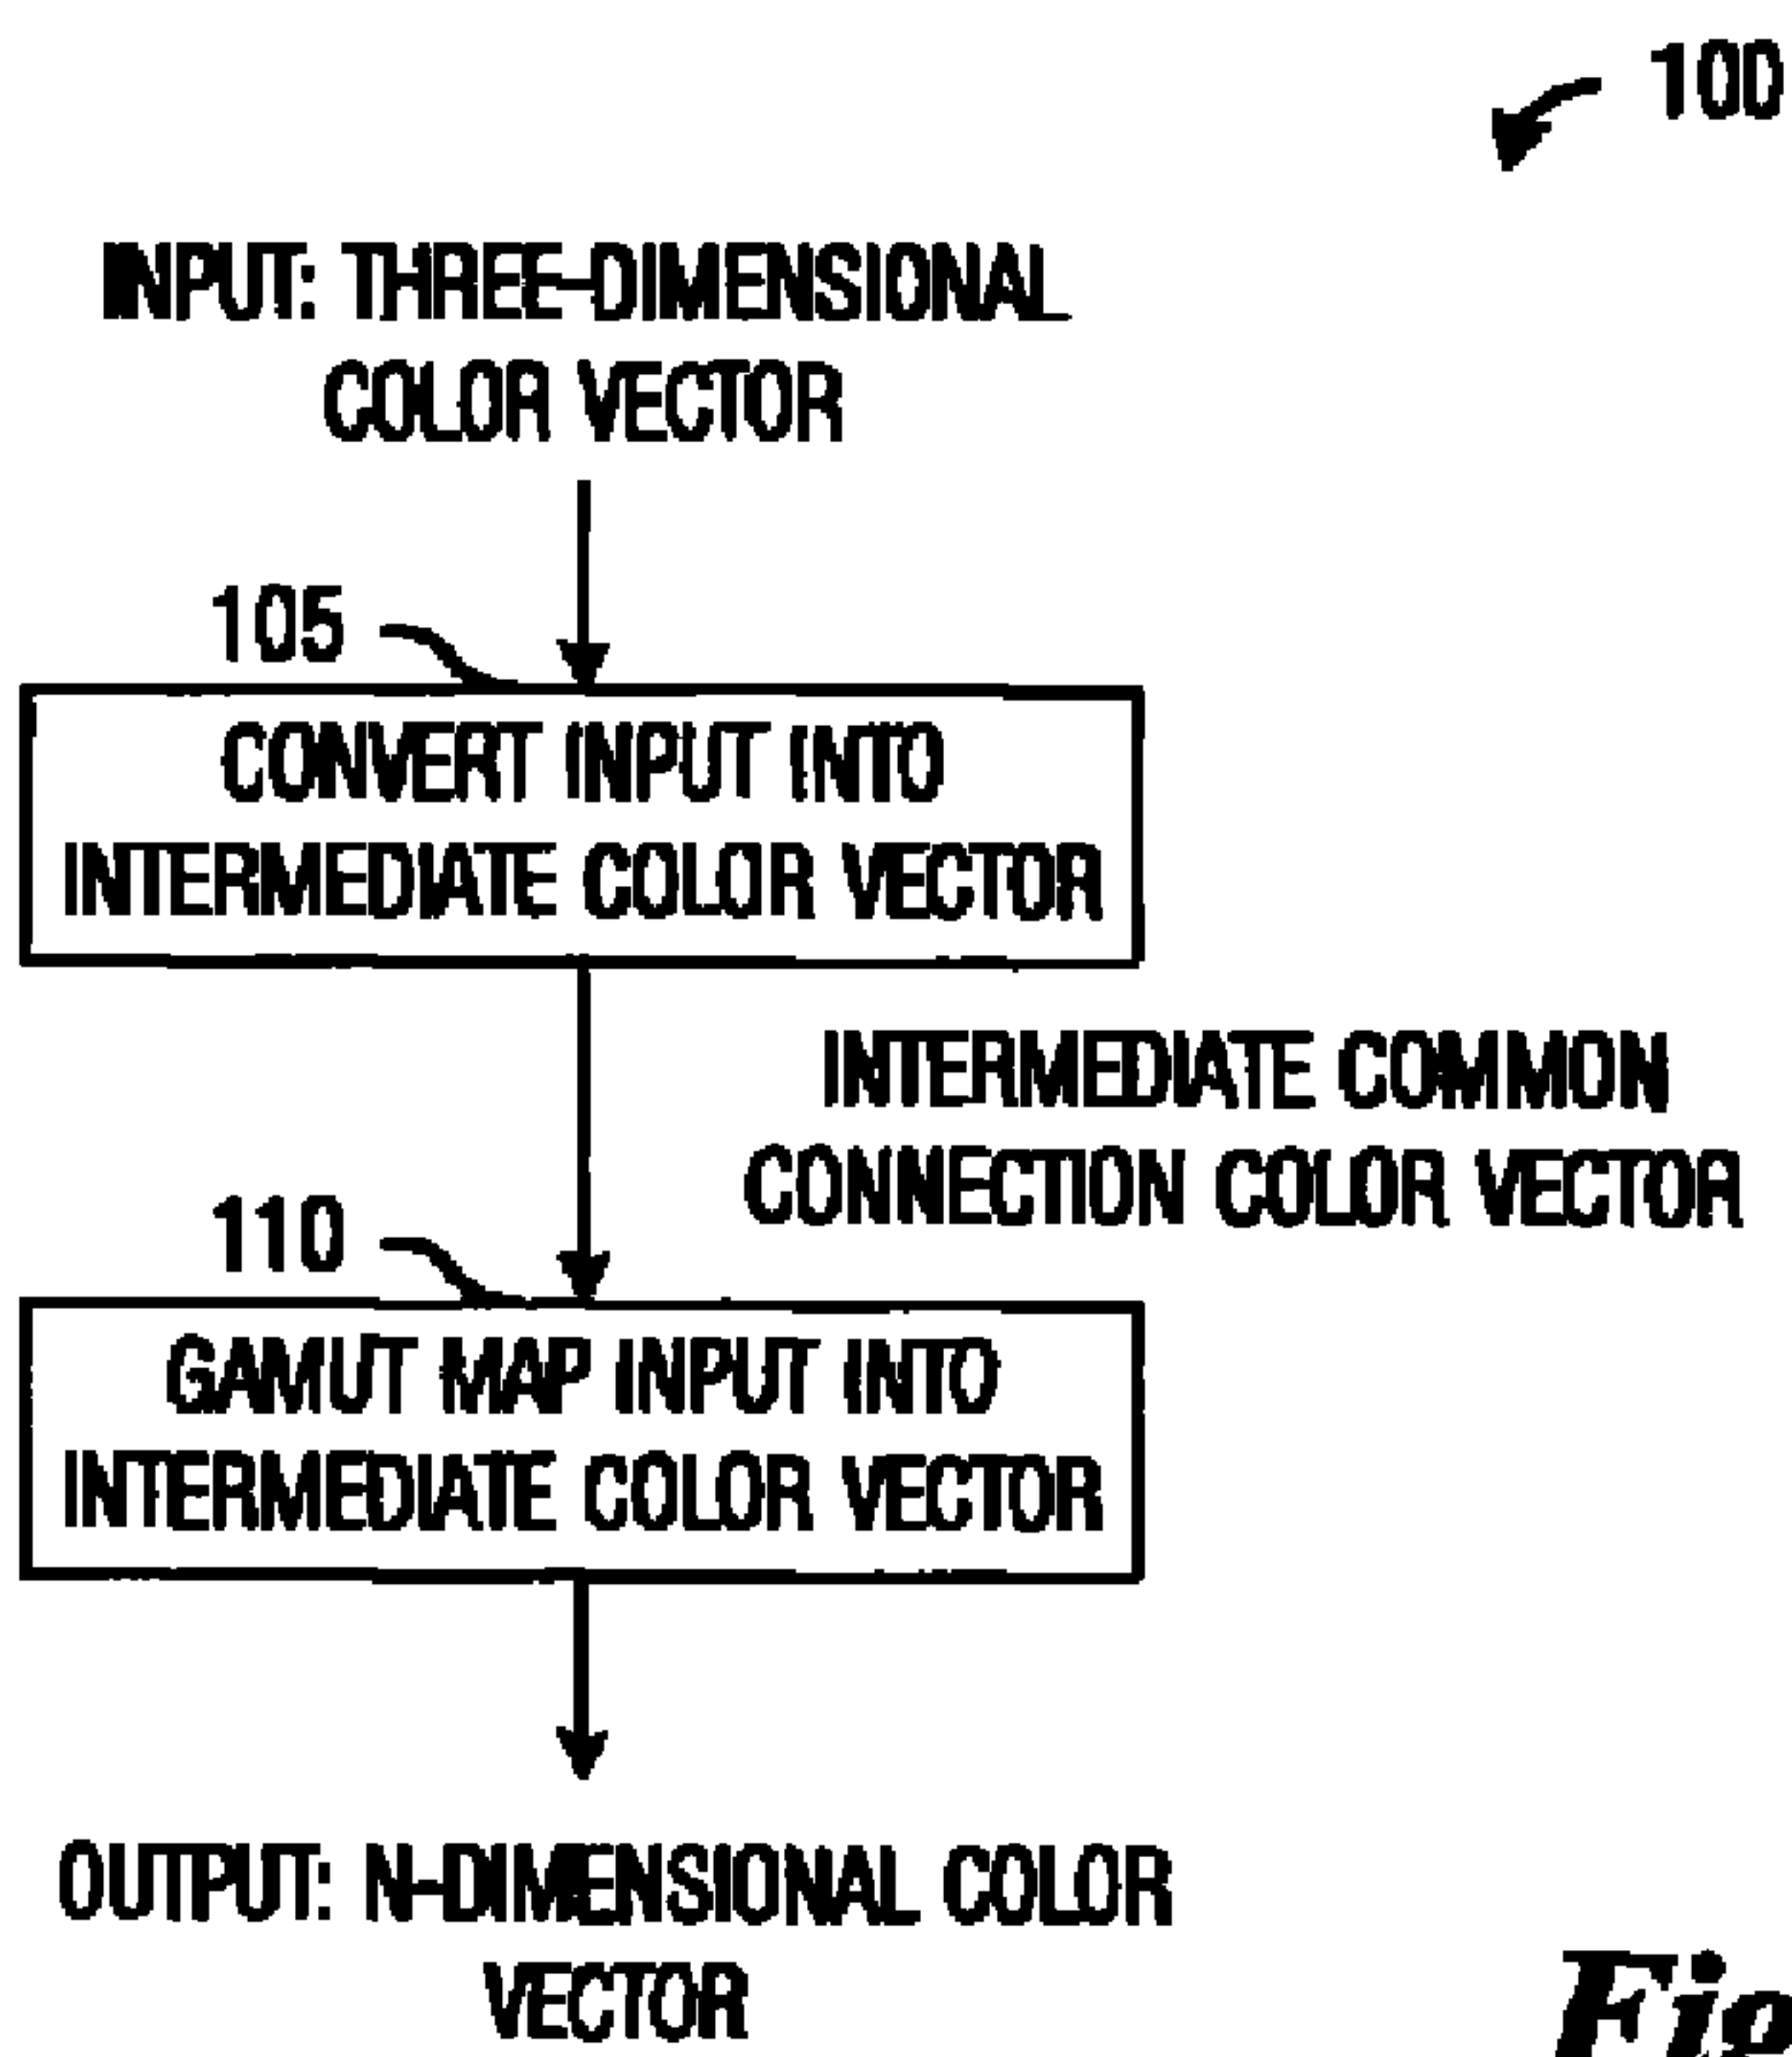 100
INPUT: THREE-DIMENSIONAL
COLOR VECTOR
105
CONVERT INPUT INTO
INTERMEDIATE COLOR VECTOR
INTERMEDIATE COMMON
CONNECTION COLOR VECTOR
110
GAMUT MAP INPUT INTO
INTERMEDIATE COLOR VECTOR
OUTPUT: N-DIMENSIONAL COLOR
VECTOR
Fig